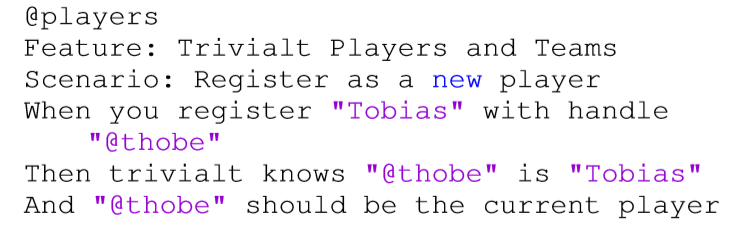 @players
Feature: Trivialt Players and Teams
Scenario: Register as a new player
When you register "Tobias" with handle
"@thobe"
Then trivialt knows "@thobe" is "Tobias"
And "@thobe" should be the current player